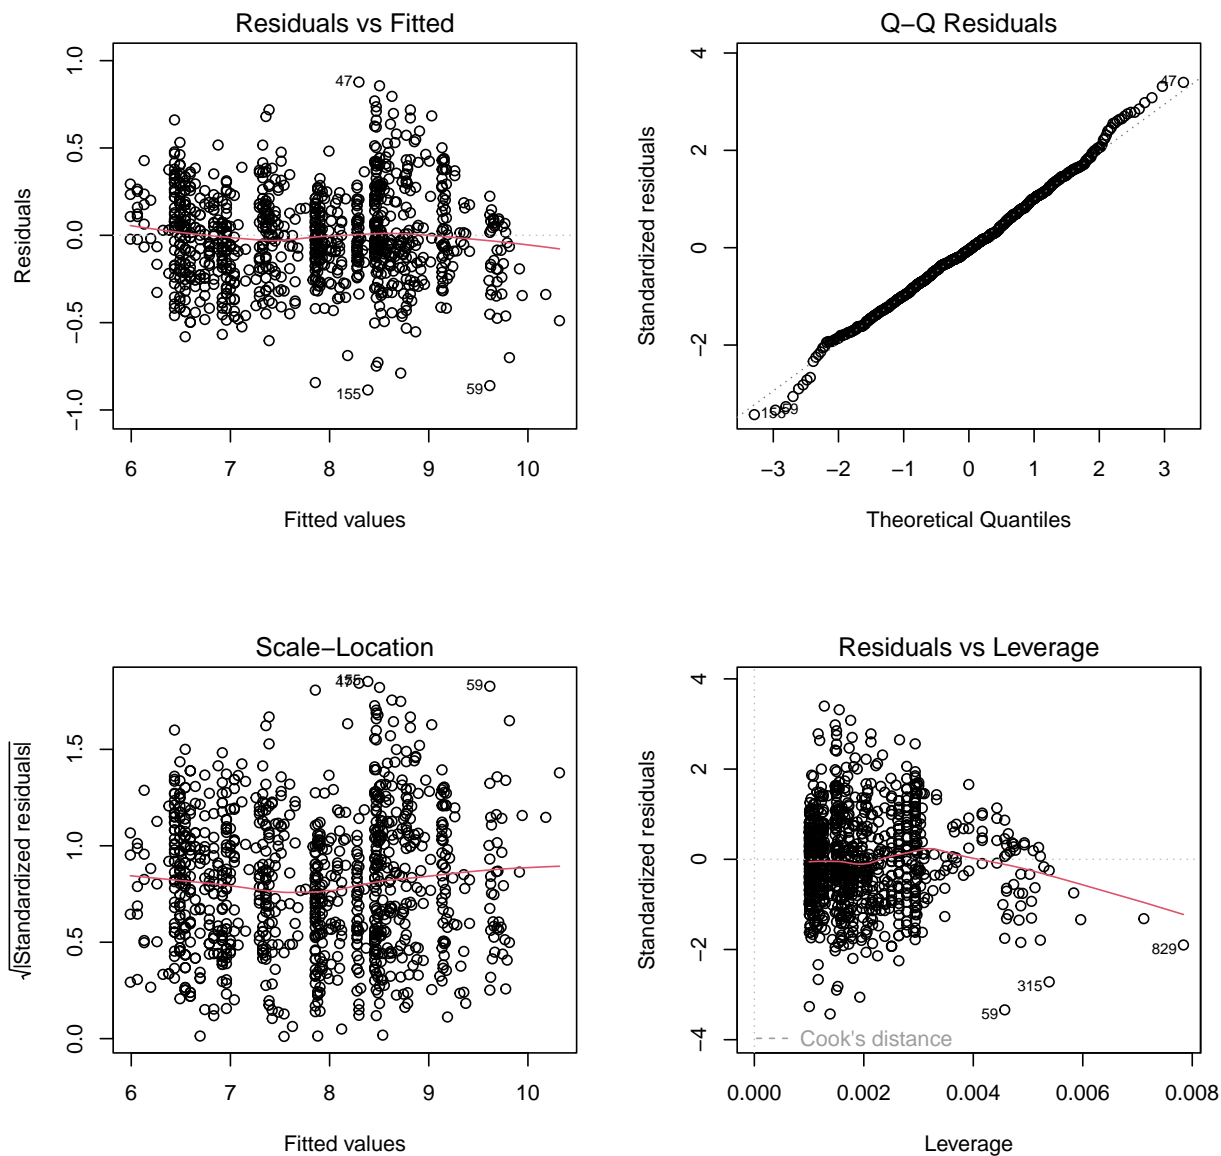 Residuals vs Fitted
Residuals
1.0
0.5
0.0
−0.5
−1.0
47
155
59
6 7 8 9 10
Fitted values
Q−Q Residuals
Standardized residuals
4
2
0
−2
47
59
−3 −2 −1 0 1 2 3
Theoretical Quantiles
Scale−Location
√|Standardized residuals|
1.5
1.0
0.5
0.0
59
6 7 8 9 10
Fitted values
Residuals vs Leverage
Standardized residuals
4
2
0
−2
−4
829
315
59
Cook's distance
0.000 0.002 0.004 0.006 0.008
Leverage